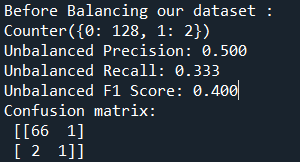 Before Balancing our dataset :
Counter({0: 128, 1: 2})
Unbalanced Precision: 0.500
Unbalanced Recall: 0.333
Unbalanced F1 Score: 0.400
Confusion matrix:
[[66  1]
[ 2  1]]